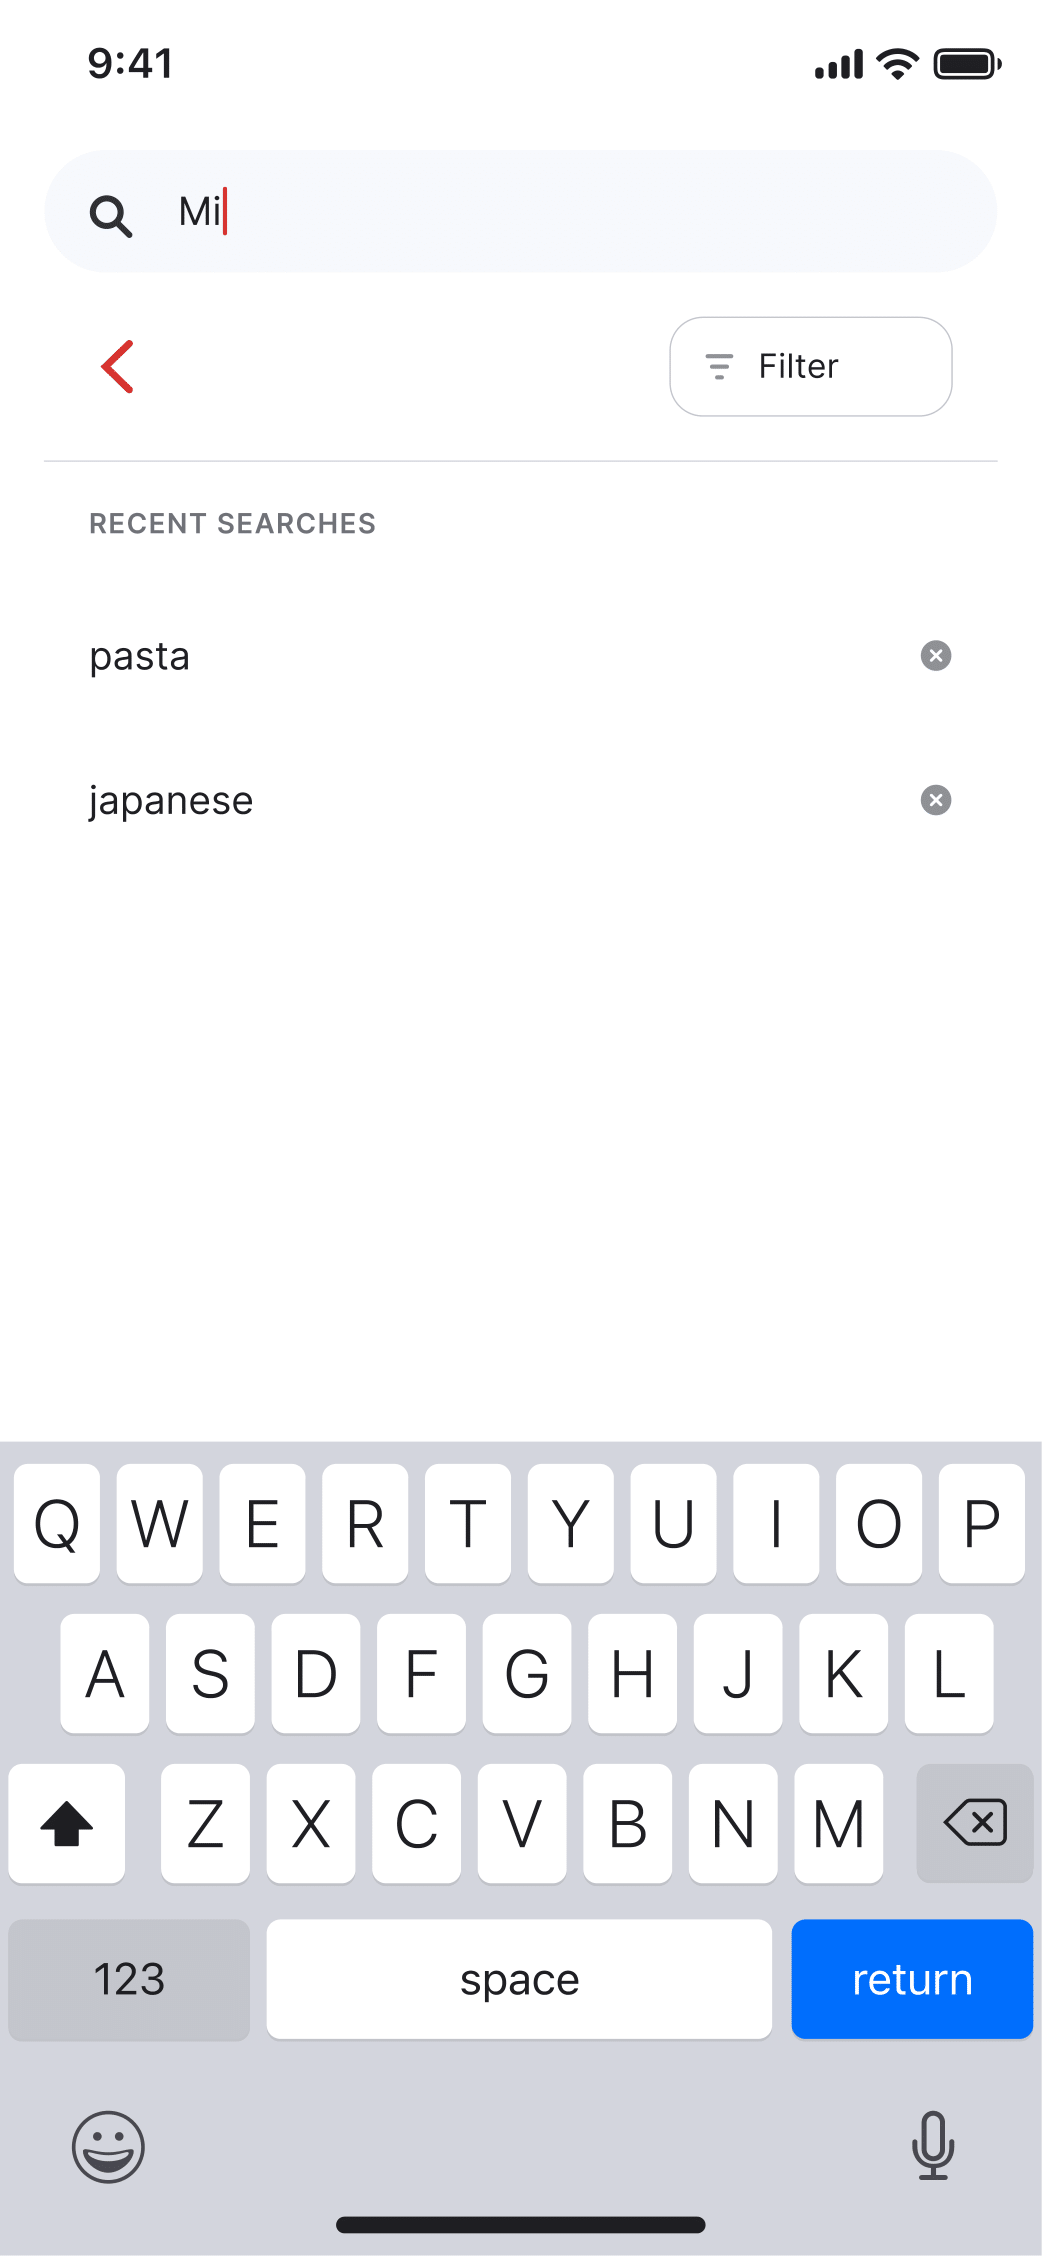 9:41
Mi
Filter
RECENT SEARCHES
pasta
japanese
Q W E R T Y U I O P
A S D F G H J K L
Z X C V B N M
123 space return